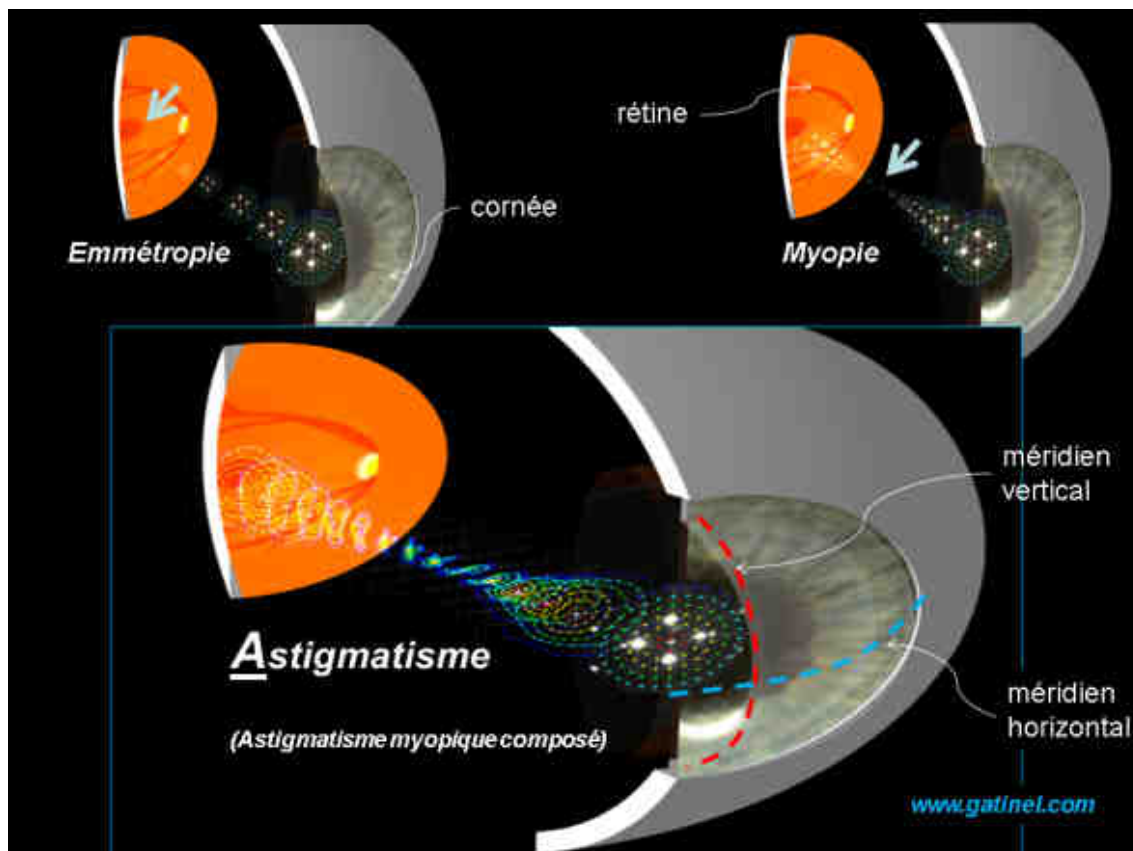 rétine
cornée
Emmétropie
Myopie
méridien
vertical
Astigmatisme
(Astigmatisme myopique composé)
méridien
horizontal
www.gatinel.com